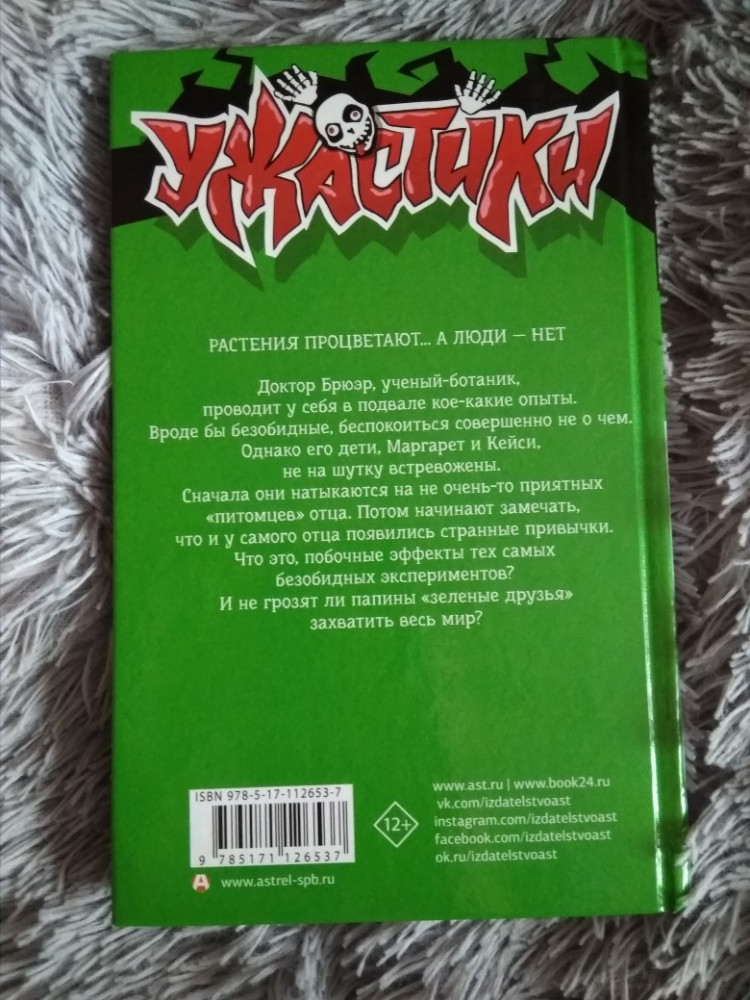 УЖАСТИКИ
РАСТЕНИЯ ПРОЦВЕТАЮТ... А ЛЮДИ — НЕТ
Доктор Брюэр, ученый-ботаник,
проводит у себя в подвале кое-какие опыты.
Вроде бы безобидные, беспокоиться совершенно не о чем.
Однако его дети, Маргарет и Кейси,
не на шутку встревожены.
Сначала они натыкаются на не очень-то приятных
«питомцев» отца. Потом начинают замечать,
что и у самого отца появились странные привычки.
Что это, побочные эффекты тех самых
безобидных экспериментов?
И не грозят ли папины «зеленые друзья»
захватить весь мир?
ISBN 978-5-17-112653-7
9 785171 126537
www.astrel-spb.ru
12+
www.ast.ru | www.book24.ru
vk.com/izdatelstvoast
instagram.com/izdatelstvoast
facebook.com/izdatelstvoast
ok.ru/izdatelstvoast